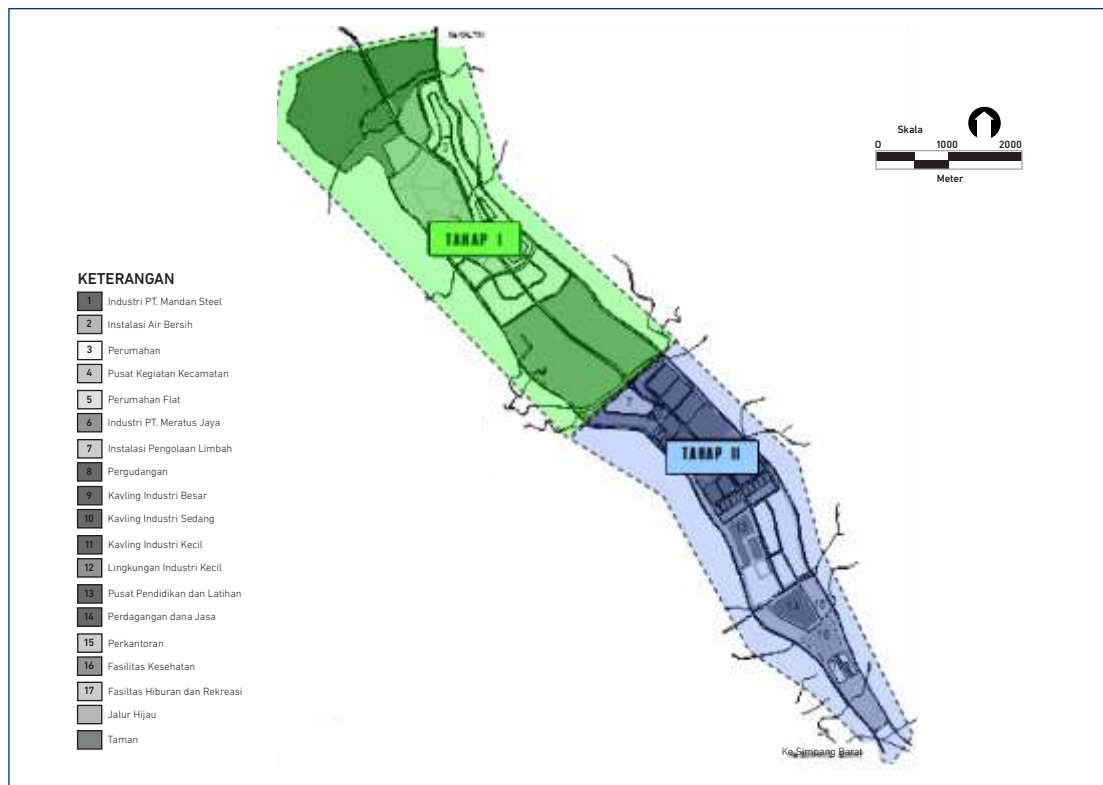 Skala
0 1000 2000
Meter
TAHAP I
KETERANGAN
1 Industri PT. Mandan Steel
2 Instalasi Air Bersih
3 Perumahan
4 Pusat Kegiatan Kecamatan
5 Perumahan Flat
6 Industri PT. Meratus Jaya
7 Instalasi Pengolaan Limbah
8 Pergudangan
9 Kavling Industri Besar
10 Kavling Industri Sedang
11 Kavling Industri Kecil
12 Lingkungan Industri Kecil
13 Pusat Pendidikan dan Latihan
14 Perdagangan dana Jasa
15 Perkantoran
16 Fasilitas Kesehatan
17 Fasiltas Hiburan dan Rekreasi
Jalur Hijau
Taman
7
TAHAP II
13
14
Ke Simpang Barat